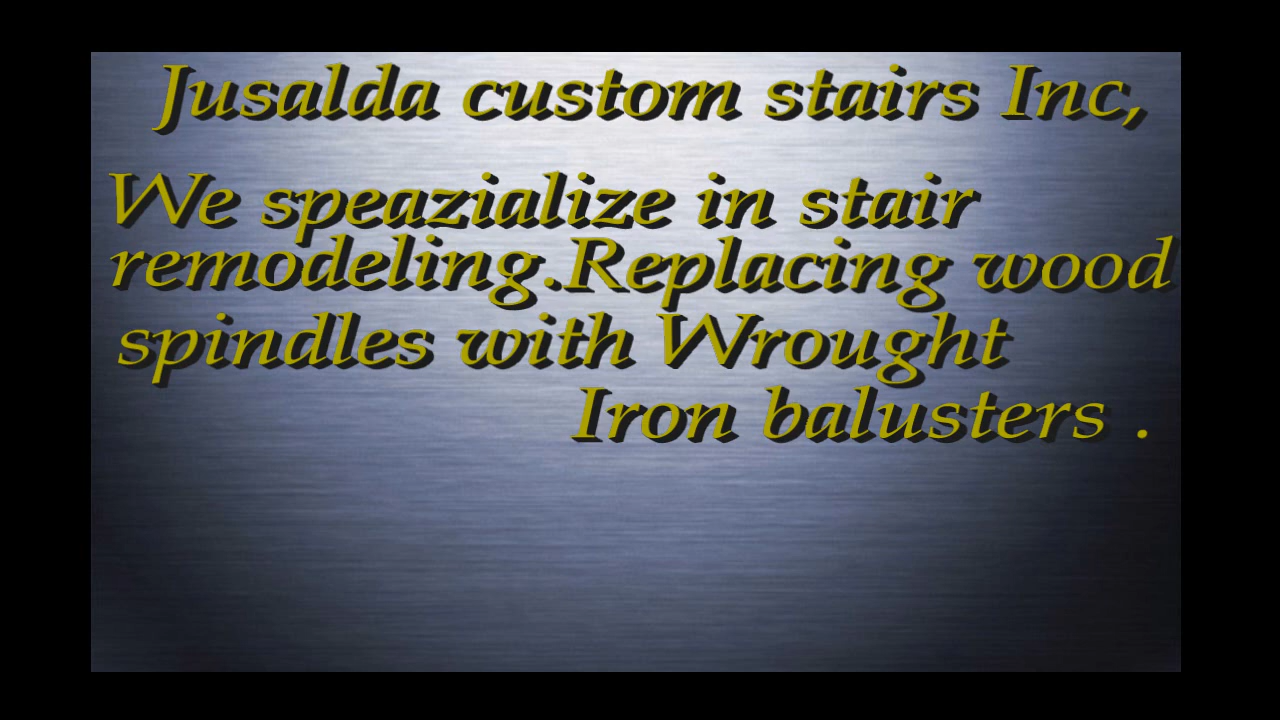 Jusalda custom stairs Inc,
We speazialize in stair
remodeling.Replacing wood
spindles with Wrought
Iron balusters .